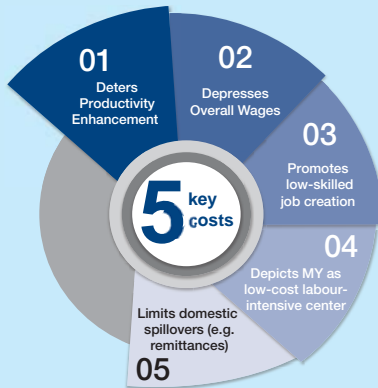 01
Deters
Productivity
Enhancement
02
Depresses
Overall Wages
03
Promotes
low-skilled
job creation
04
Depicts MY as
low-cost labour-
intensive center
Limits domestic
spillovers (e.g.
remittances)
05
5 key
costs